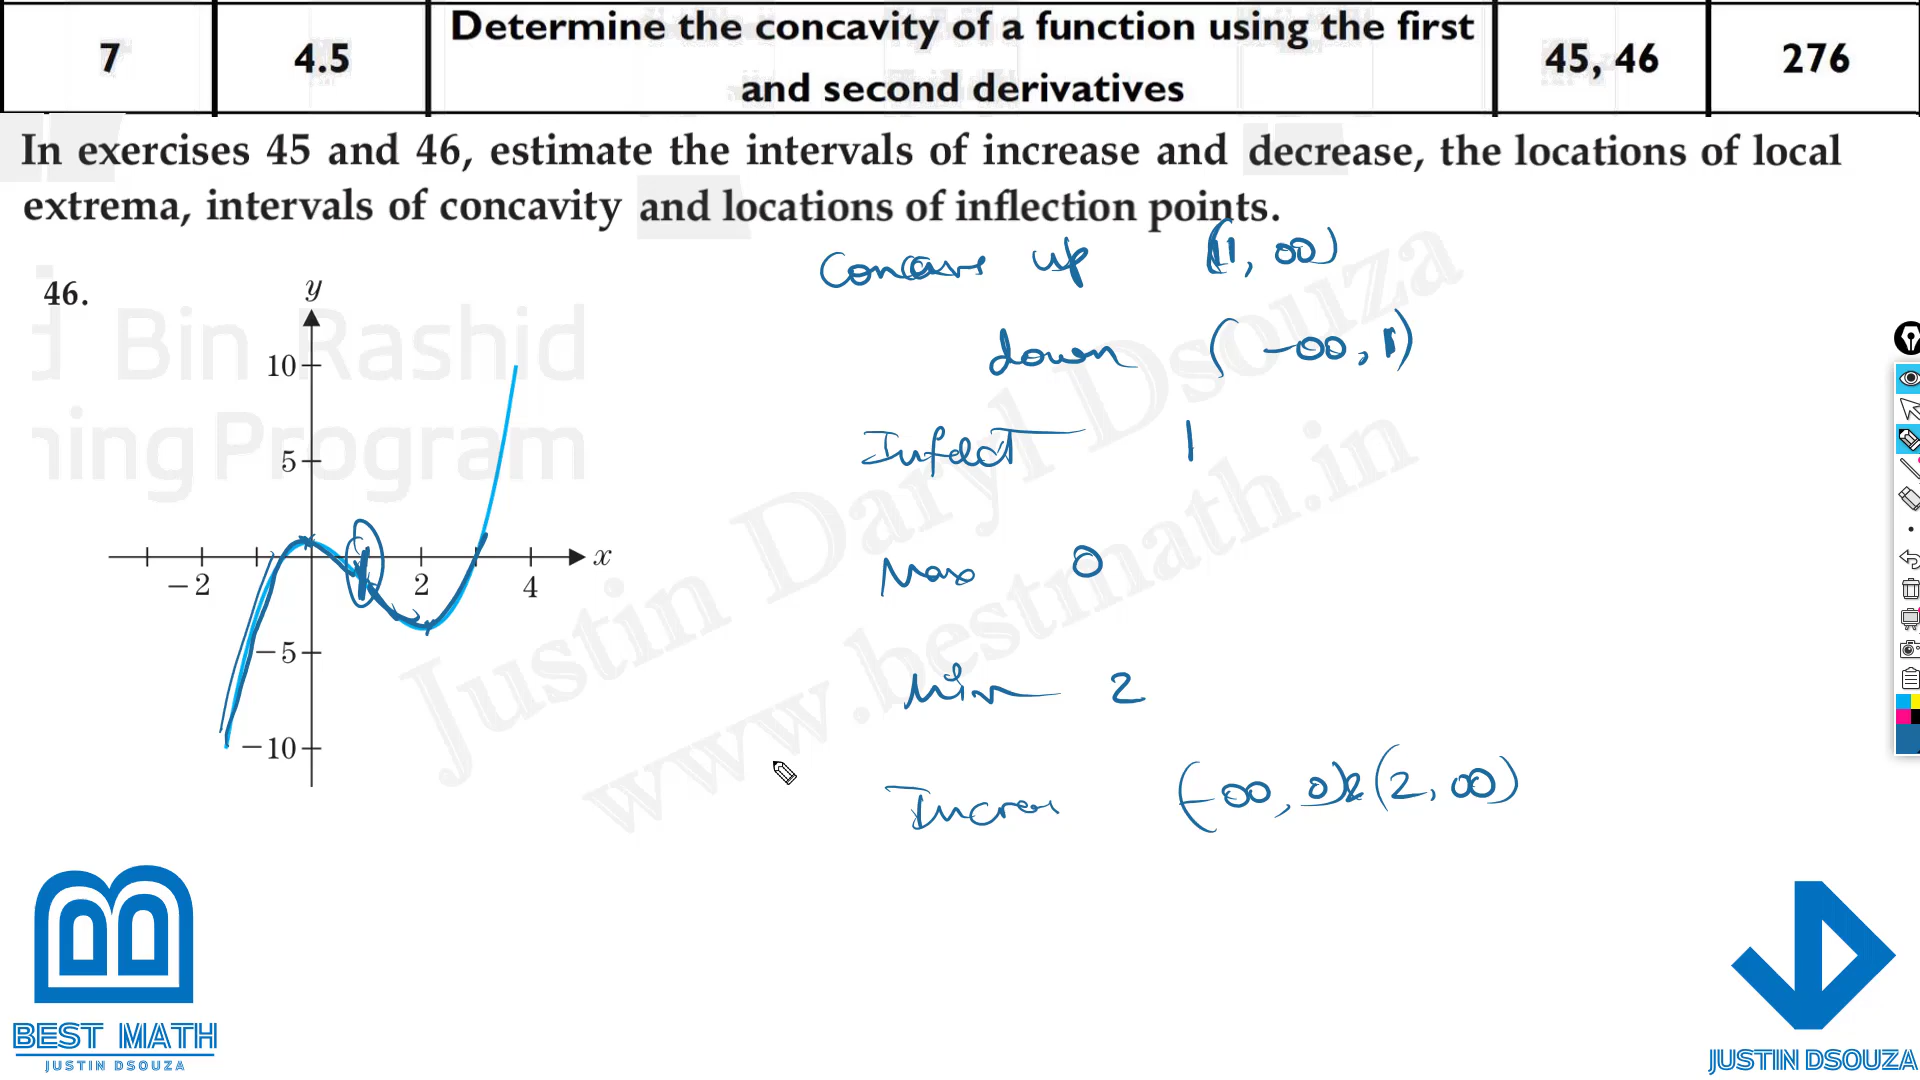 7 4.5 Determine the concavity of a function using the first and second derivatives 45, 46 276
In exercises 45 and 46, estimate the intervals of increase and decrease, the locations of local
extrema, intervals of concavity and locations of inflection points.
Concave up (1, ∞)
46.
y
Bin Rashid
down (-∞, 1)
10
5
ning Program
Inflect 1
x
-2 2 4
Max 0
-5
Min 2
-10
(-∞, 0) & (2, ∞)
Justin Daryl Dsouza
www.bestmath.in
BEST MATH
JUSTIN DSOUZA
JUSTIN DSOUZA